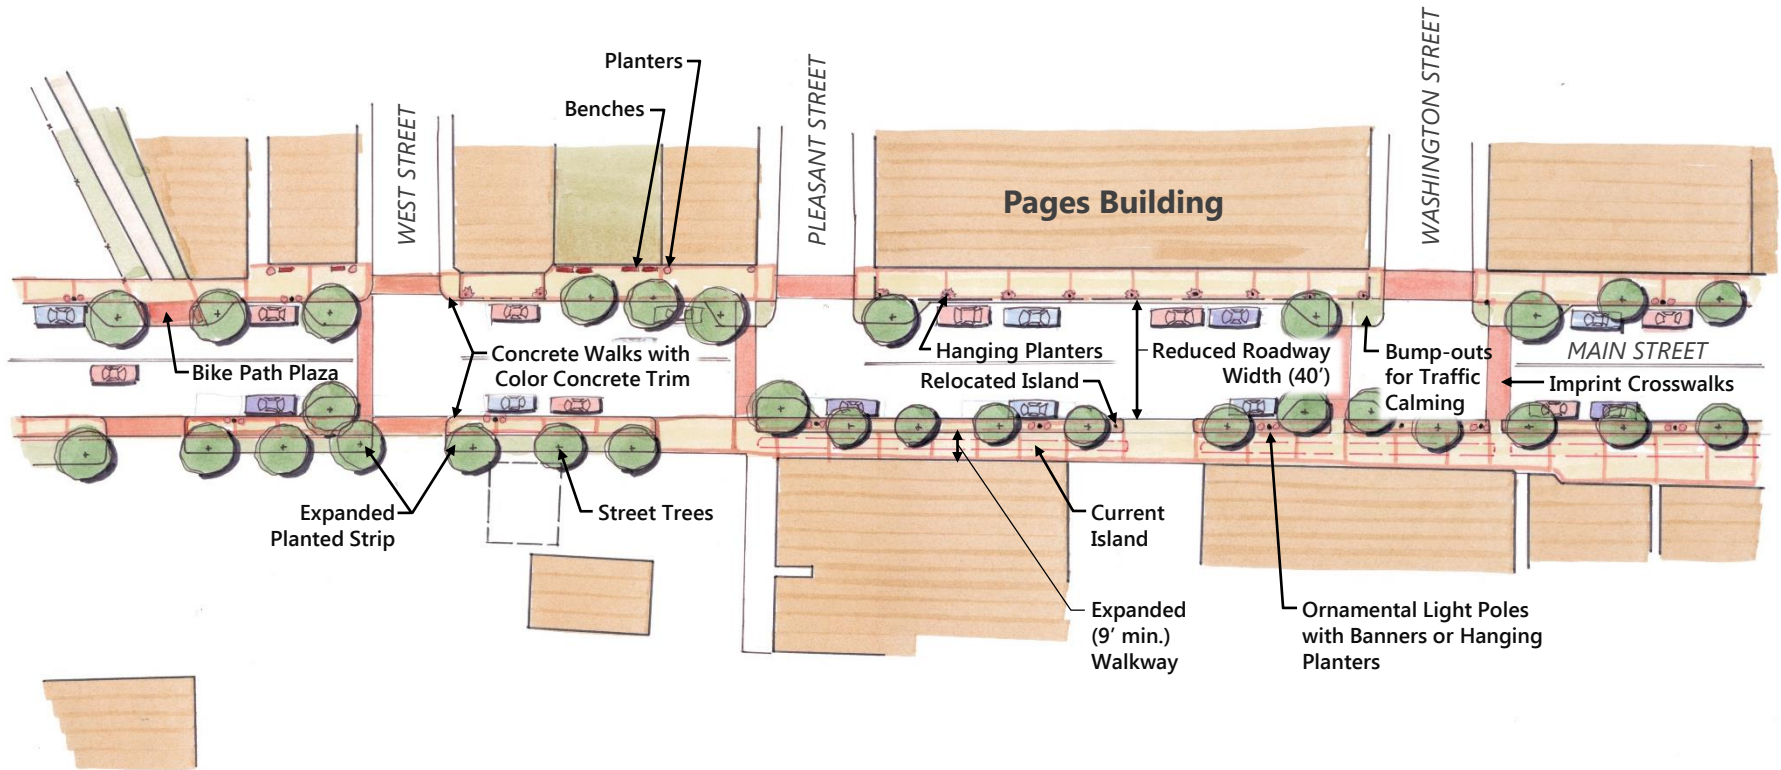 Planters
Benches
WEST STREET
PLEASANT STREET
WASHINGTON STREET
Pages Building
Bike Path Plaza
Concrete Walks with
Color Concrete Trim
Hanging Planters
Relocated Island
Reduced Roadway
Width (40’)
Bump-outs
for Traffic
Calming
MAIN STREET
Imprint Crosswalks
Expanded
Planted Strip
Street Trees
Current
Island
Expanded
(9’ min.)
Walkway
Ornamental Light Poles
with Banners or Hanging
Planters